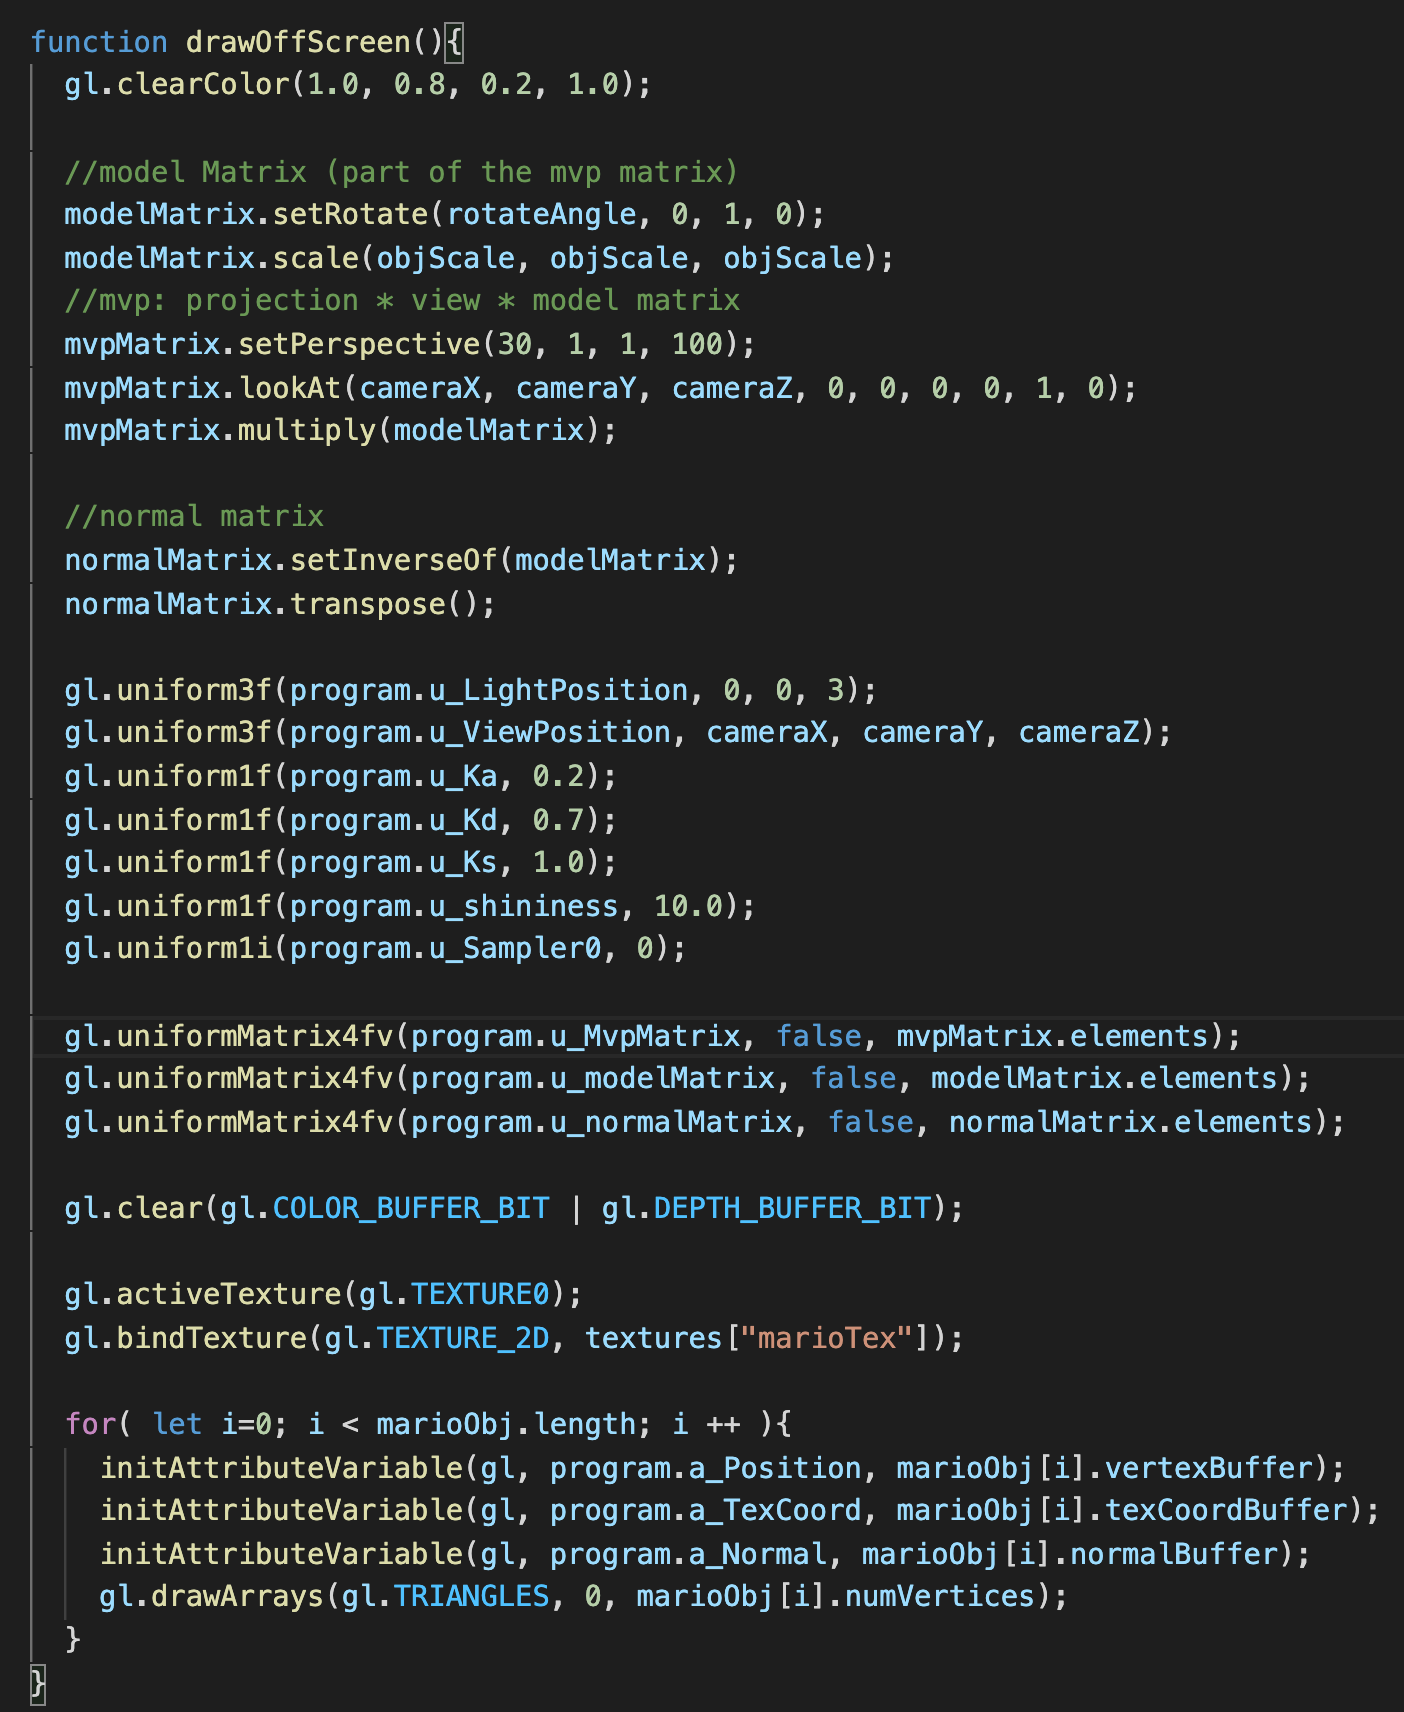 function drawOffScreen(){
gl.clearColor(1.0, 0.8, 0.2, 1.0);
//model Matrix (part of the mvp matrix)
modelMatrix.setRotate(rotateAngle, 0, 1, 0);
modelMatrix.scale(objScale, objScale, objScale);
//mvp: projection * view * model matrix
mvpMatrix.setPerspective(30, 1, 1, 100);
mvpMatrix.lookAt(cameraX, cameraY, cameraZ, 0, 0, 0, 0, 1, 0);
mvpMatrix.multiply(modelMatrix);
//normal matrix
normalMatrix.setInverseOf(modelMatrix);
normalMatrix.transpose();
gl.uniform3f(program.u_LightPosition, 0, 0, 3);
gl.uniform3f(program.u_ViewPosition, cameraX, cameraY, cameraZ);
gl.uniform1f(program.u_Ka, 0.2);
gl.uniform1f(program.u_Kd, 0.7);
gl.uniform1f(program.u_Ks, 1.0);
gl.uniform1f(program.u_shininess, 10.0);
gl.uniform1i(program.u_Sampler0, 0);
gl.uniformMatrix4fv(program.u_MvpMatrix, false, mvpMatrix.elements);
gl.uniformMatrix4fv(program.u_modelMatrix, false, modelMatrix.elements);
gl.uniformMatrix4fv(program.u_normalMatrix, false, normalMatrix.elements);
gl.clear(gl.COLOR_BUFFER_BIT | gl.DEPTH_BUFFER_BIT);
gl.activeTexture(gl.TEXTURE0);
gl.bindTexture(gl.TEXTURE_2D, textures["marioTex"]);
for( let i=0; i < marioObj.length; i ++ ){
initAttributeVariable(gl, program.a_Position, marioObj[i].vertexBuffer);
initAttributeVariable(gl, program.a_TexCoord, marioObj[i].texCoordBuffer);
initAttributeVariable(gl, program.a_Normal, marioObj[i].normalBuffer);
gl.drawArrays(gl.TRIANGLES, 0, marioObj[i].numVertices);
}
}